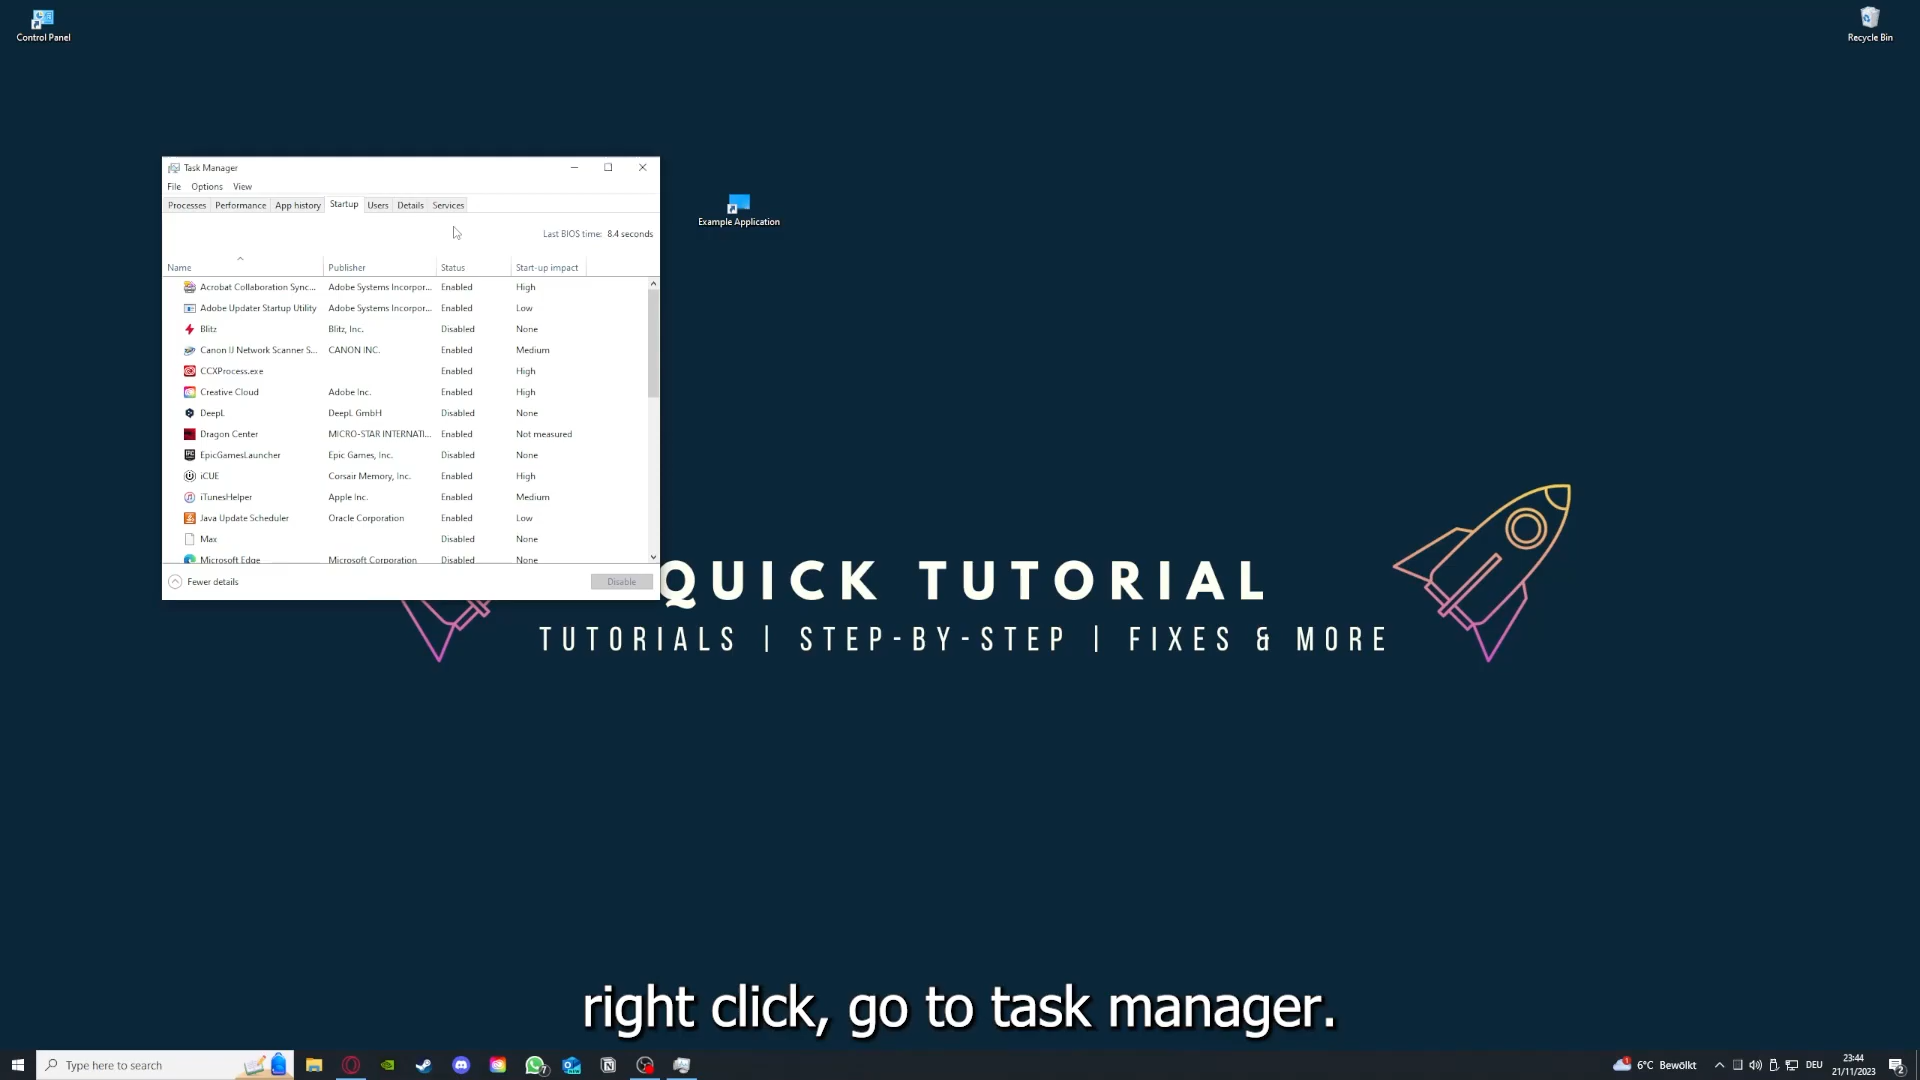 Control Panel
Recycle Bin
Task Manager
File Options View
Processes Performance App history Startup Users Details Services
Example Application
Last BIOS time: 8.4 seconds
Name Publisher Status Start-up impact
Acrobat Collaboration Sync... Adobe Systems Incorpor... Enabled High
Adobe Updater Startup Utility Adobe Systems Incorpor... Enabled Low
Blitz Blitz, Inc. Disabled None
Canon IJ Network Scanner S... CANON INC. Enabled Medium
CCXProcess.exe Enabled High
Creative Cloud Adobe Inc. Enabled High
DeepL DeepL GmbH Disabled None
Dragon Center MICRO-STAR INTERNATI... Enabled Not measured
EpicGamesLauncher Epic Games, Inc. Disabled None
iCUE Corsair Memory, Inc. Enabled High
iTunesHelper Apple Inc. Enabled Medium
Java Update Scheduler Oracle Corporation Enabled Low
Max Disabled None
Microsoft Edge Microsoft Corporation Disabled None
Fewer details Disable
QUICK TUTORIAL
TUTORIALS | STEP-BY-STEP | FIXES & MORE
right click, go to task manager.
Type here to search
6°C Bewölkt
DEU
23:44
21/11/2023